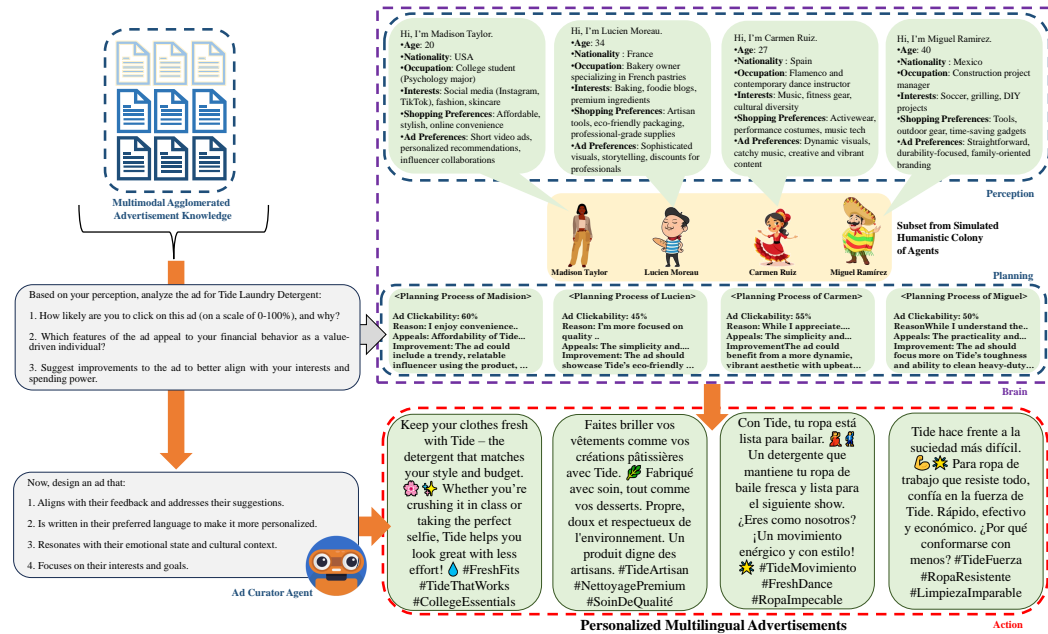 Multimodal Agglomerated
Advertisement Knowledge
Based on your perception, analyze the ad for Tide Laundry Detergent:
1. How likely are you to click on this ad (on a scale of 0-100%), and why?
2. Which features of the ad appeal to your financial behavior as a value-
driven individual?
3. Suggest improvements to the ad to better align with your interests and
spending power.
Now, design an ad that:
1. Aligns with their feedback and addresses their suggestions.
2. Is written in their preferred language to make it more personalized.
3. Resonates with their emotional state and cultural context.
4. Focuses on their interests and goals.
Ad Curator Agent
Hi, I'm Madison Taylor.
•Age: 20
•Nationality: USA
•Occupation: College student
(Psychology major)
•Interests: Social media (Instagram,
TikTok), fashion, skincare
•Shopping Preferences: Affordable,
stylish, online convenience
•Ad Preferences: Short video ads,
personalized recommendations,
influencer collaborations
Hi, I'm Lucien Moreau.
•Age: 34
•Nationality : France
•Occupation: Bakery owner
specializing in French pastries
•Interests: Baking, foodie blogs,
premium ingredients
•Shopping Preferences: Artisan
tools, eco-friendly packaging,
professional-grade supplies
•Ad Preferences: Sophisticated
visuals, storytelling, discounts for
professionals
Hi, I'm Carmen Ruiz.
•Age: 27
•Nationality : Spain
•Occupation: Flamenco and
contemporary dance instructor
•Interests: Music, fitness gear,
cultural diversity
•Shopping Preferences: Activewear,
performance costumes, music tech
•Ad Preferences: Dynamic visuals,
catchy music, creative and vibrant
content
Hi, I'm Miguel Ramirez.
•Age: 40
•Nationality : Mexico
•Occupation: Construction project
manager
•Interests: Soccer, grilling, DIY
projects
•Shopping Preferences: Tools,
outdoor gear, time-saving gadgets
•Ad Preferences: Straightforward,
durability-focused, family-oriented
branding
Perception
Madison Taylor
Lucien Moreau
Carmen Ruiz
Miguel Ramírez
Subset from Simulated
Humanistic Colony
of Agents
Planning
<Planning Process of Madision>
Ad Clickability: 60%
Reason: I enjoy convenience..
Appeals: Affordability of Tide...
Improvement: The ad could
include a trendy, relatable
influencer using the product, ...
<Planning Process of Lucien>
Ad Clickability: 45%
Reason: I'm more focused on
quality ..
Appeals: The simplicity and....
Improvement: The ad should
showcase Tide's eco-friendly ...
<Planning Process of Carmen>
Ad Clickability: 55%
Reason: While I appreciate....
Appeals: The simplicity and...
ImprovementThe ad could
benefit from a more dynamic,
vibrant aesthetic with upbeat...
<Planning Process of Miguel>
Ad Clickability: 50%
ReasonWhile I understand the..
Appeals: The practicality and...
Improvement: The ad should
focus more on Tide's toughness
and ability to clean heavy-duty...
Brain
Keep your clothes fresh
with Tide – the
detergent that matches
your style and budget.
🌸✨ Whether you're
crushing it in class or
taking the perfect
selfie, Tide helps you
look great with less
effort! 💧 #FreshFits
#TideThatWorks
#CollegeEssentials
Faites briller vos
vêtements comme vos
créations pâtissières
avec Tide. 🌿 Fabriqué
avec soin, tout comme
vos desserts. Propre,
doux et respectueux de
l'environnement. Un
produit digne des
artisans. #TideArtisan
#NettoyagePremium
#SoinDeQualité
Con Tide, tu ropa está
lista para bailar. 💃🕺
Un detergente que
mantiene tu ropa de
baile fresca y lista para
el siguiente show.
¿Eres como nosotros?
¡Un movimiento
enérgico y con estilo!
🌟 #TideMovimiento
#FreshDance
#RopaImpecable
Tide hace frente a la
suciedad más difícil.
💪🌟 Para ropa de
trabajo que resiste todo,
confía en la fuerza de
Tide. Rápido, efectivo
y económico. ¿Por qué
conformarse con
menos? #TideFuerza
#RopaResistente
#LimpiezaImparable
Personalized Multilingual Advertisements
Action